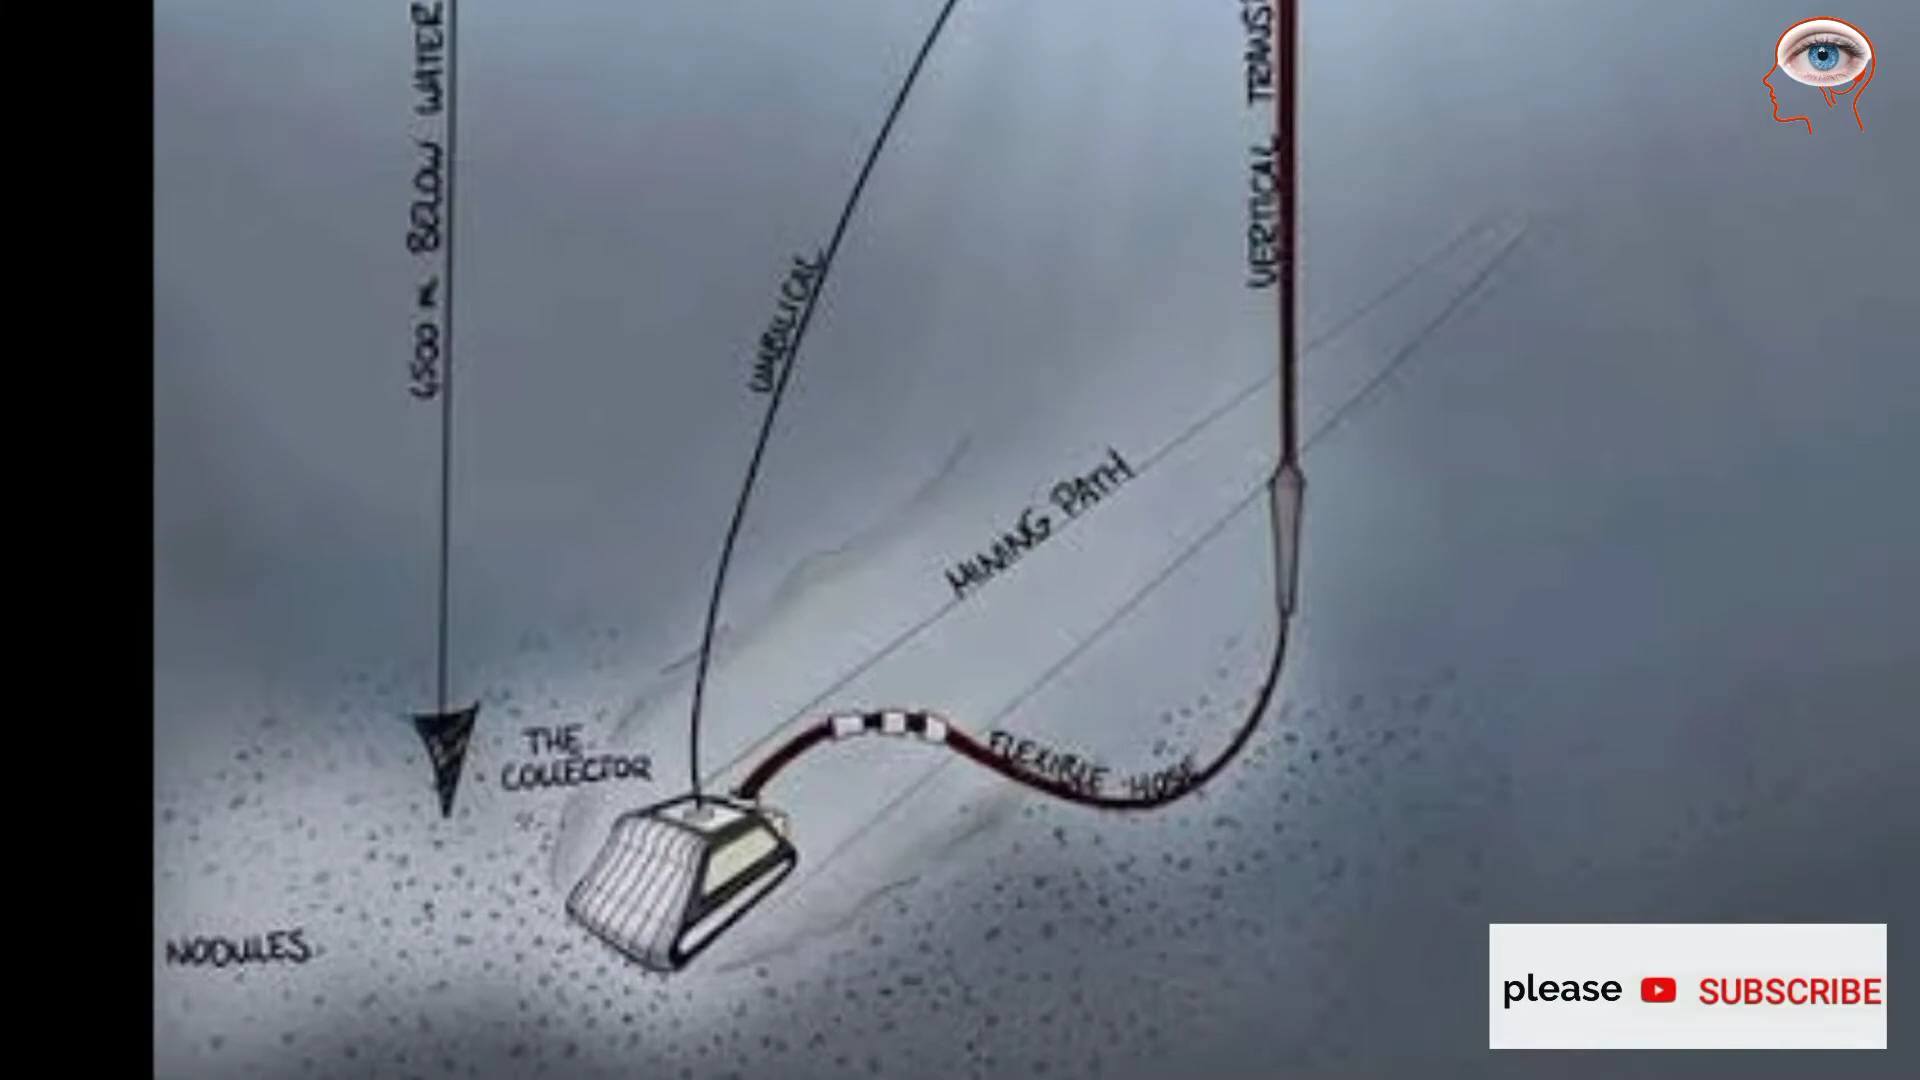 4500 m BELOW WATER
VERTICAL TRANS
UMBILICAL
MINING PATH
THE
COLLECTOR
FLEXIBLE HOSE
NODULES
please SUBSCRIBE